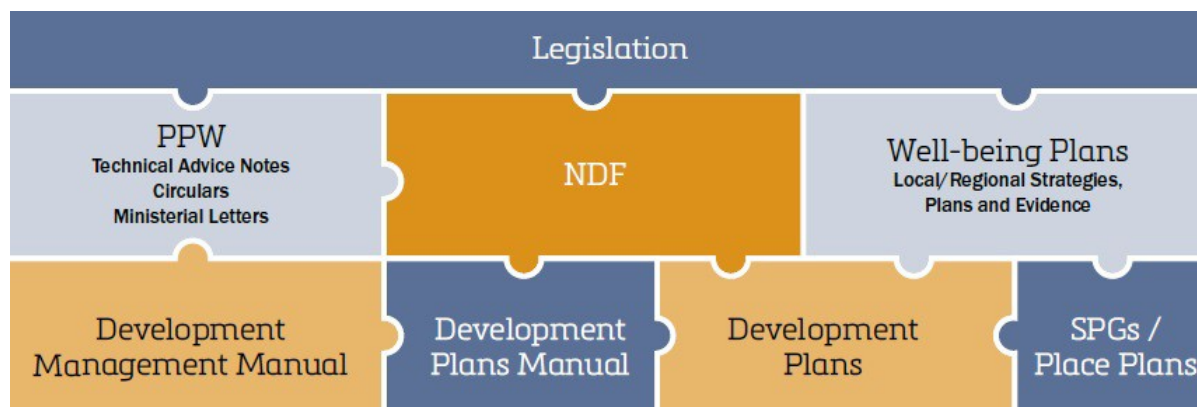 Legislation
PPW
Technical Advice Notes
Circulars
Ministerial Letters
NDF
Well-being Plans
Local/Regional Strategies,
Plans and Evidence
Development
Management Manual
Development
Plans Manual
Development
Plans
SPGs /
Place Plans